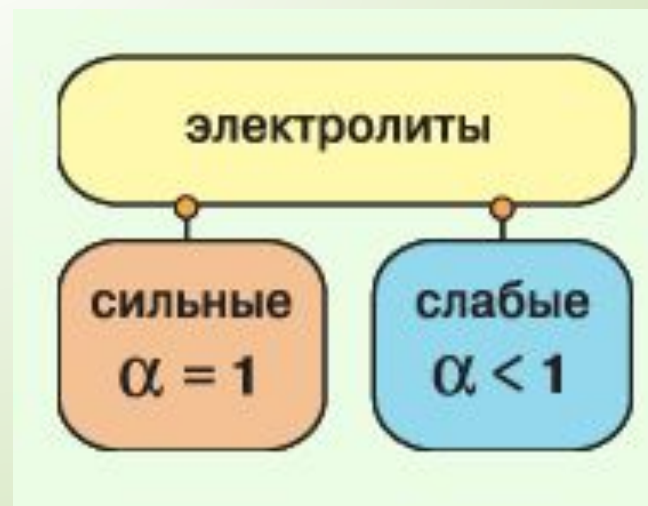 электролиты
сильные
α = 1
слабые
α < 1